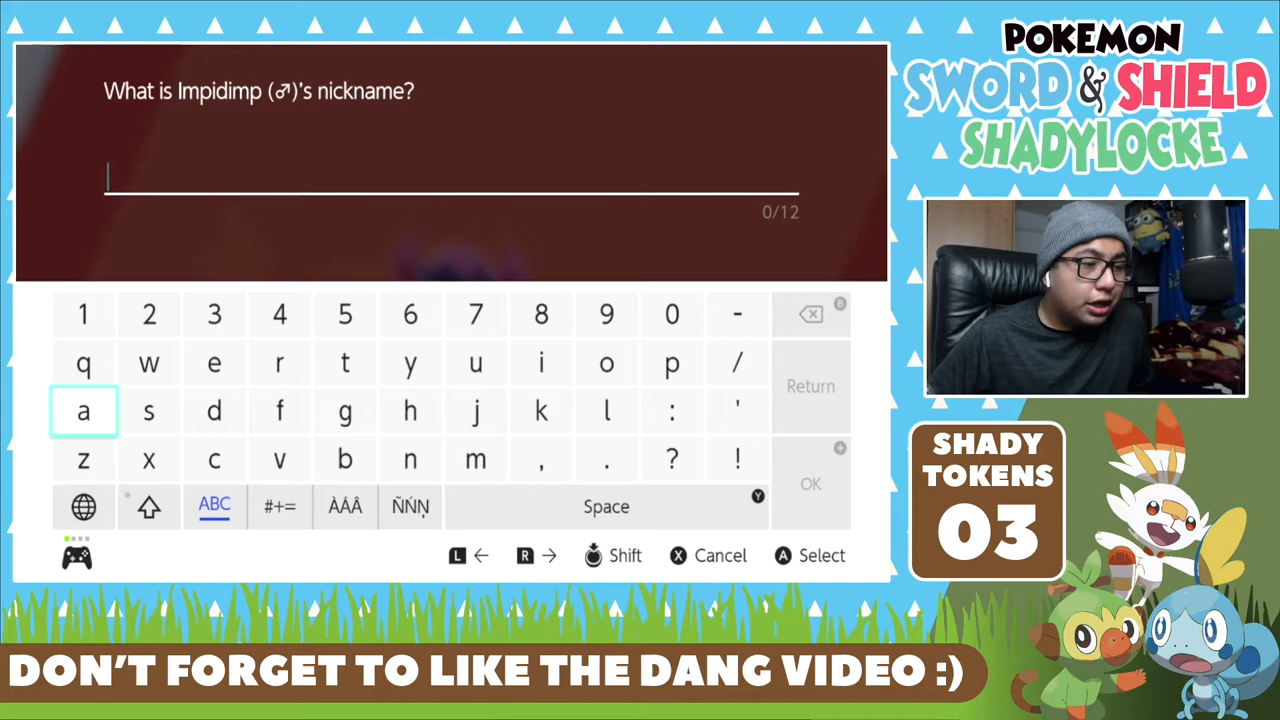 What is Impidimp (♂)'s nickname?
0/12
1 2 3 4 5 6 7 8 9 0 -
B
q w e r t y u i o p /
Return
a s d f g h j k l : '
z x c v b n m , . ? !
+
OK
ABC #+= ÀÁÂ ÑŃŅ Space Y
L ← R → Shift X Cancel A Select
POKEMON
SWORD & SHIELD
SHADYLOCKE
SHADY
TOKENS
03
DON'T FORGET TO LIKE THE DANG VIDEO :)